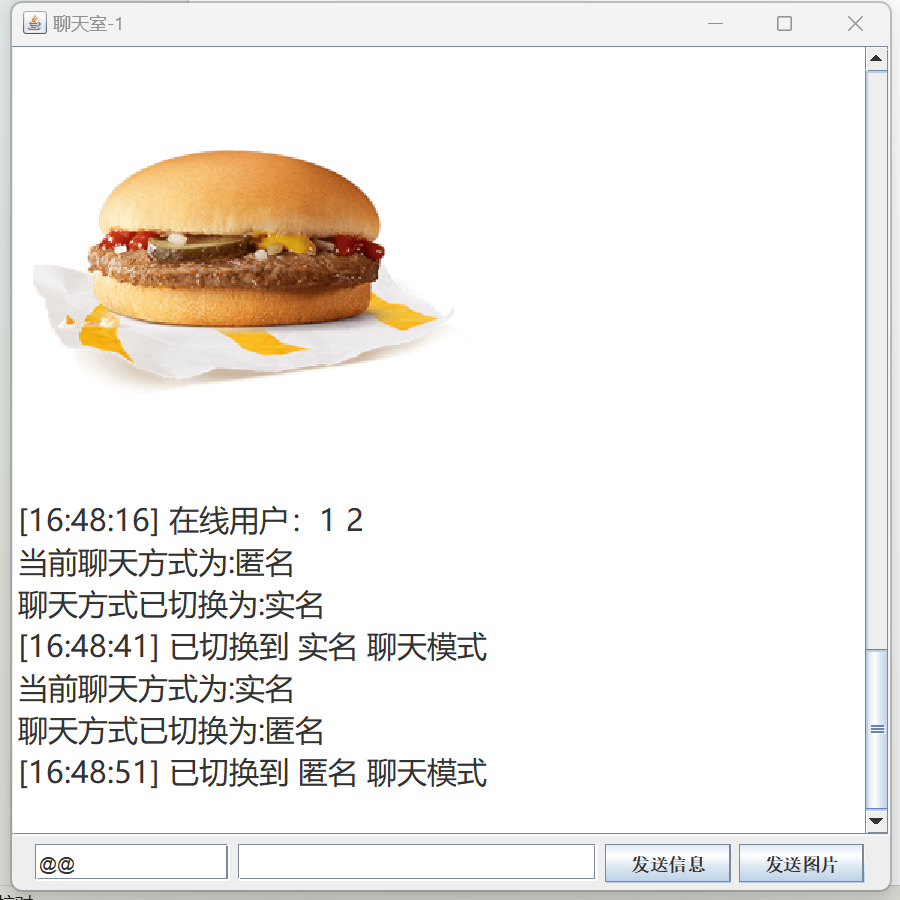 聊天室-1
[16:48:16] 在线用户：1 2
当前聊天方式为:匿名
聊天方式已切换为:实名
[16:48:41] 已切换到 实名 聊天模式
当前聊天方式为:实名
聊天方式已切换为:匿名
[16:48:51] 已切换到 匿名 聊天模式
@@
发送信息
发送图片